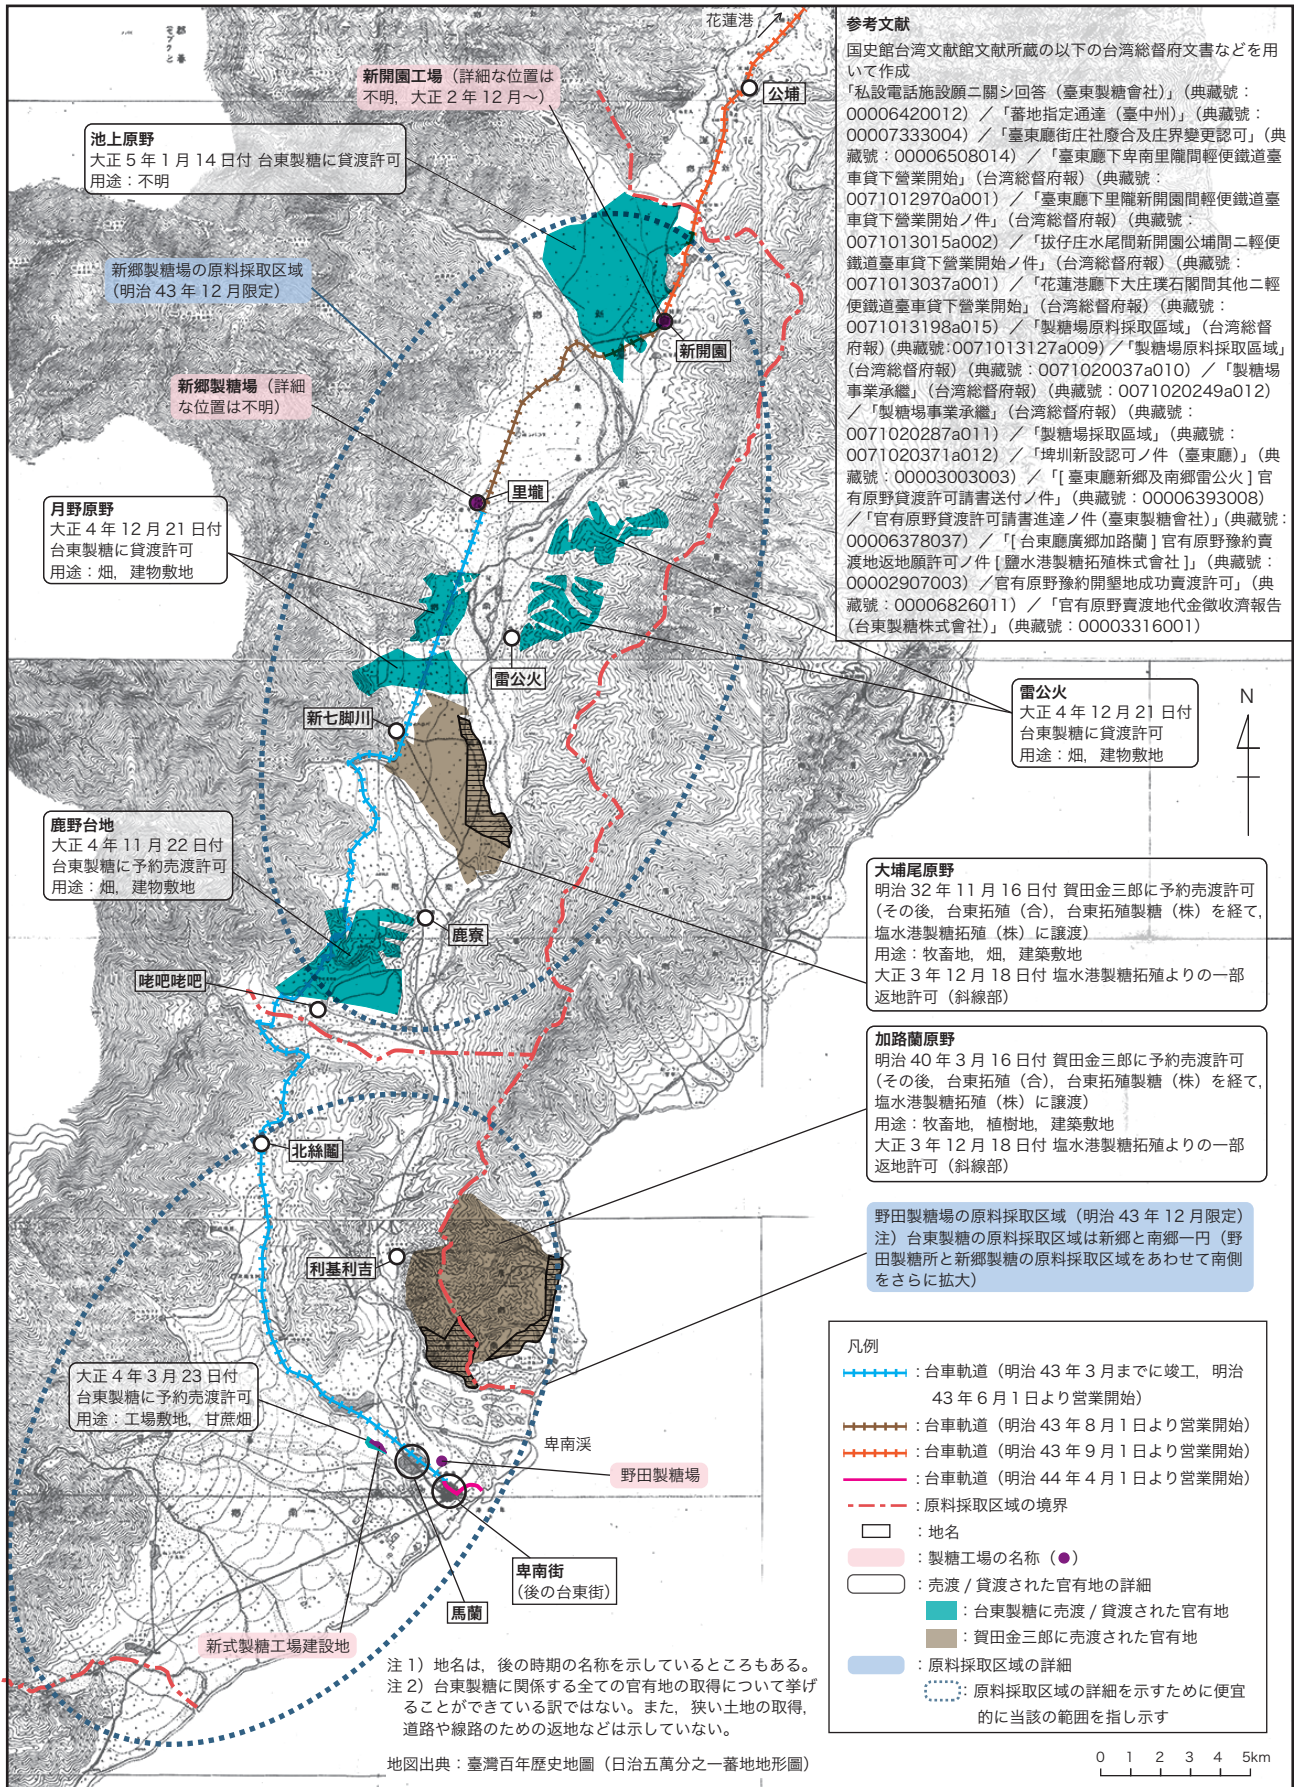 花蓮港
参考文献
国史館台湾文献館文献所蔵の以下の台湾総督府文書などを用
いて作成
「私設電話施設願ニ關シ回答（臺東製糖會社）」（典藏號：
00006420012）／「蕃地指定通達（臺中州）」（典藏號：
00007333004）／「臺東廳街庄社廢合及庄界變更認可」（典
藏號：00006508014）／「臺東廳下卑南里隴間輕便鐵道臺
車貸下營業開始」（台湾総督府報）（典藏號：
0071012970a001）／「臺東廳下里隴新開園間輕便鐵道臺
車貸下營業開始ノ件」（台湾総督府報）（典藏號：
0071013015a002）／「拔仔庄水尾間新開園公埔間ニ輕便
鐵道臺車貸下營業開始ノ件」（台湾総督府報）（典藏號：
0071013037a001）／「花蓮港廳下大庄璞石閣間其他ニ輕
便鐵道臺車貸下營業開始」（台湾総督府報）（典藏號：
0071013198a015）／「製糖場原料採取區域」（台湾総督
府報）（典藏號:0071013127a009）／「製糖場原料採取區域」
（台湾総督府報）（典藏號：0071020037a010）／「製糖場
事業承繼」（台湾総督府報）（典藏號：0071020249a012）
／「製糖場事業承繼」（台湾総督府報）（典藏號：
0071020287a011）／「製糖場採取區域」（典藏號：
0071020371a012）／「埤圳新設認可ノ件（臺東廳）」（典
藏號：00003003003）／「[ 臺東廳新郷及南郷雷公火 ] 官
有原野貸渡許可請書送付ノ件」（典藏號：00006393008）
／「官有原野貸渡許可請書進達ノ件（臺東製糖會社）」（典藏號：
00006378037）／「[ 台東廳廣郷加路蘭 ] 官有原野豫約賣
渡地返地願許可ノ件 [ 鹽水港製糖拓殖株式會社 ]」（典藏號：
00002907003）／官有原野豫約開墾地成功賣渡許可」（典
藏號：00006826011）／「官有原野賣渡地代金徵收濟報告
（台東製糖株式會社）」（典藏號：00003316001）
新開園工場（詳細な位置は
不明，大正 2 年 12 月～）
公埔
池上原野
大正 5 年 1 月 14 日付 台東製糖に貸渡許可
用途：不明
新郷製糖場の原料採取区域
（明治 43 年 12 月限定）
新開園
新郷製糖場（詳細
な位置は不明）
里壠
月野原野
大正 4 年 12 月 21 日付
台東製糖に貸渡許可
用途：畑，建物敷地
雷公火
雷公火
大正 4 年 12 月 21 日付
台東製糖に貸渡許可
用途：畑，建物敷地
N
新七脚川
鹿野台地
大正 4 年 11 月 22 日付
台東製糖に予約売渡許可
用途：畑，建物敷地
大埔尾原野
明治 32 年 11 月 16 日付 賀田金三郎に予約売渡許可
（その後，台東拓殖（合），台東拓殖製糖（株）を経て，
塩水港製糖拓殖（株）に譲渡）
用途：牧畜地，畑，建築敷地
大正 3 年 12 月 18 日付 塩水港製糖拓殖よりの一部
返地許可（斜線部）
鹿寮
咾吧咾吧
加路蘭原野
明治 40 年 3 月 16 日付 賀田金三郎に予約売渡許可
（その後，台東拓殖（合），台東拓殖製糖（株）を経て，
塩水港製糖拓殖（株）に譲渡）
用途：牧畜地，植樹地，建築敷地
大正 3 年 12 月 18 日付 塩水港製糖拓殖よりの一部
返地許可（斜線部）
北絲鬮
野田製糖場の原料採取区域（明治 43 年 12 月限定）
注）台東製糖の原料採取区域は新郷と南郷一円（野
田製糖所と新郷製糖の原料採取区域をあわせて南側
をさらに拡大）
利基利吉
大正 4 年 3 月 23 日付
台東製糖に予約売渡許可
用途：工場敷地，甘蔗畑
卑南渓
野田製糖場
卑南街
（後の台東街）
馬蘭
新式製糖工場建設地
凡例
：台車軌道（明治 43 年 3 月までに竣工，明治
43 年 6 月 1 日より営業開始）
：台車軌道（明治 43 年 8 月 1 日より営業開始）
：台車軌道（明治 43 年 9 月 1 日より営業開始）
：台車軌道（明治 44 年 4 月 1 日より営業開始）
：原料採取区域の境界
：地名
：製糖工場の名称（●）
：売渡 / 貸渡された官有地の詳細
：台東製糖に売渡 / 貸渡された官有地
：賀田金三郎に売渡された官有地
：原料採取区域の詳細
：原料採取区域の詳細を示すために便宜
的に当該の範囲を指し示す
注 1）地名は，後の時期の名称を示しているところもある。
注 2）台東製糖に関係する全ての官有地の取得について挙げ
ることができている訳ではない。また，狭い土地の取得，
道路や線路のための返地などは示していない。
地図出典：臺灣百年歷史地圖（日治五萬分之一蕃地地形圖）
0 1 2 3 4 5km